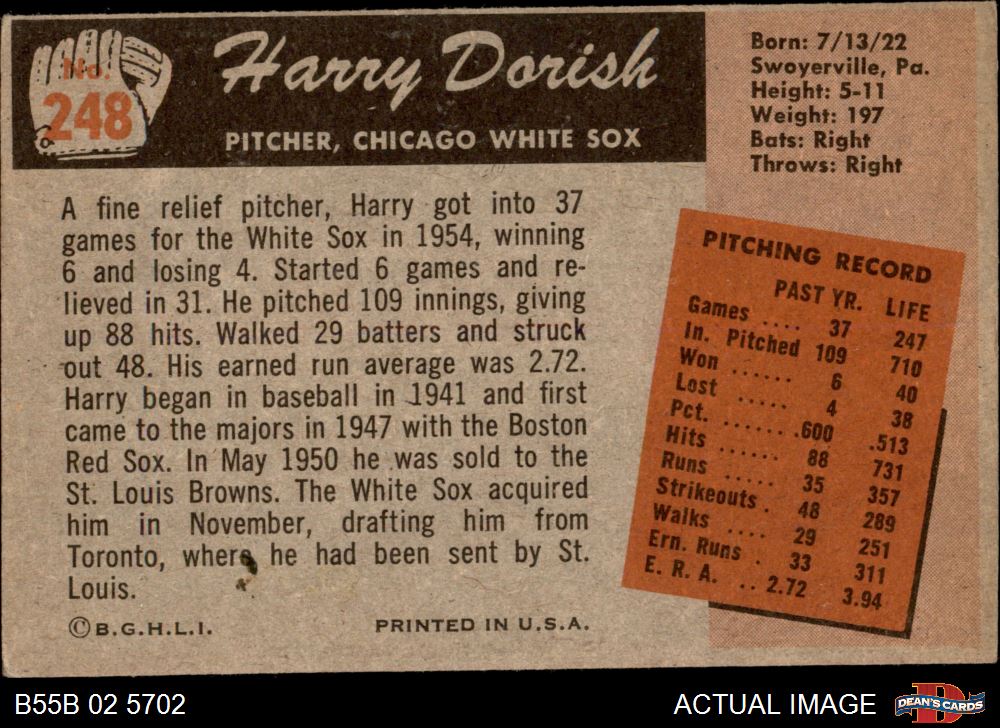 No.
248
Harry Dorish
PITCHER, CHICAGO WHITE SOX
Born: 7/13/22
Swoyerville, Pa.
Height: 5-11
Weight: 197
Bats: Right
Throws: Right
A fine relief pitcher, Harry got into 37
games for the White Sox in 1954, winning
6 and losing 4. Started 6 games and re-
lieved in 31. He pitched 109 innings, giving
up 88 hits. Walked 29 batters and struck
out 48. His earned run average was 2.72.
Harry began in baseball in 1941 and first
came to the majors in 1947 with the Boston
Red Sox. In May 1950 he was sold to the
St. Louis Browns. The White Sox acquired
him in November, drafting him from
Toronto, where he had been sent by St.
Louis.
©B.G.H.L.I. PRINTED IN U.S.A.
PITCHING RECORD
PAST YR. LIFE
Games .... 37 247
In. Pitched 109 710
Won ...... 6 40
Lost ..... 4 38
Pct. ....... .600 .513
Hits ...... 88 731
Runs ..... 35 357
Strikeouts . 48 289
Walks .... 29 251
Ern. Runs . 33 311
E. R. A. .. 2.72 3.94
B55B 02 5702
ACTUAL IMAGE
D
DEAN'S CARDS